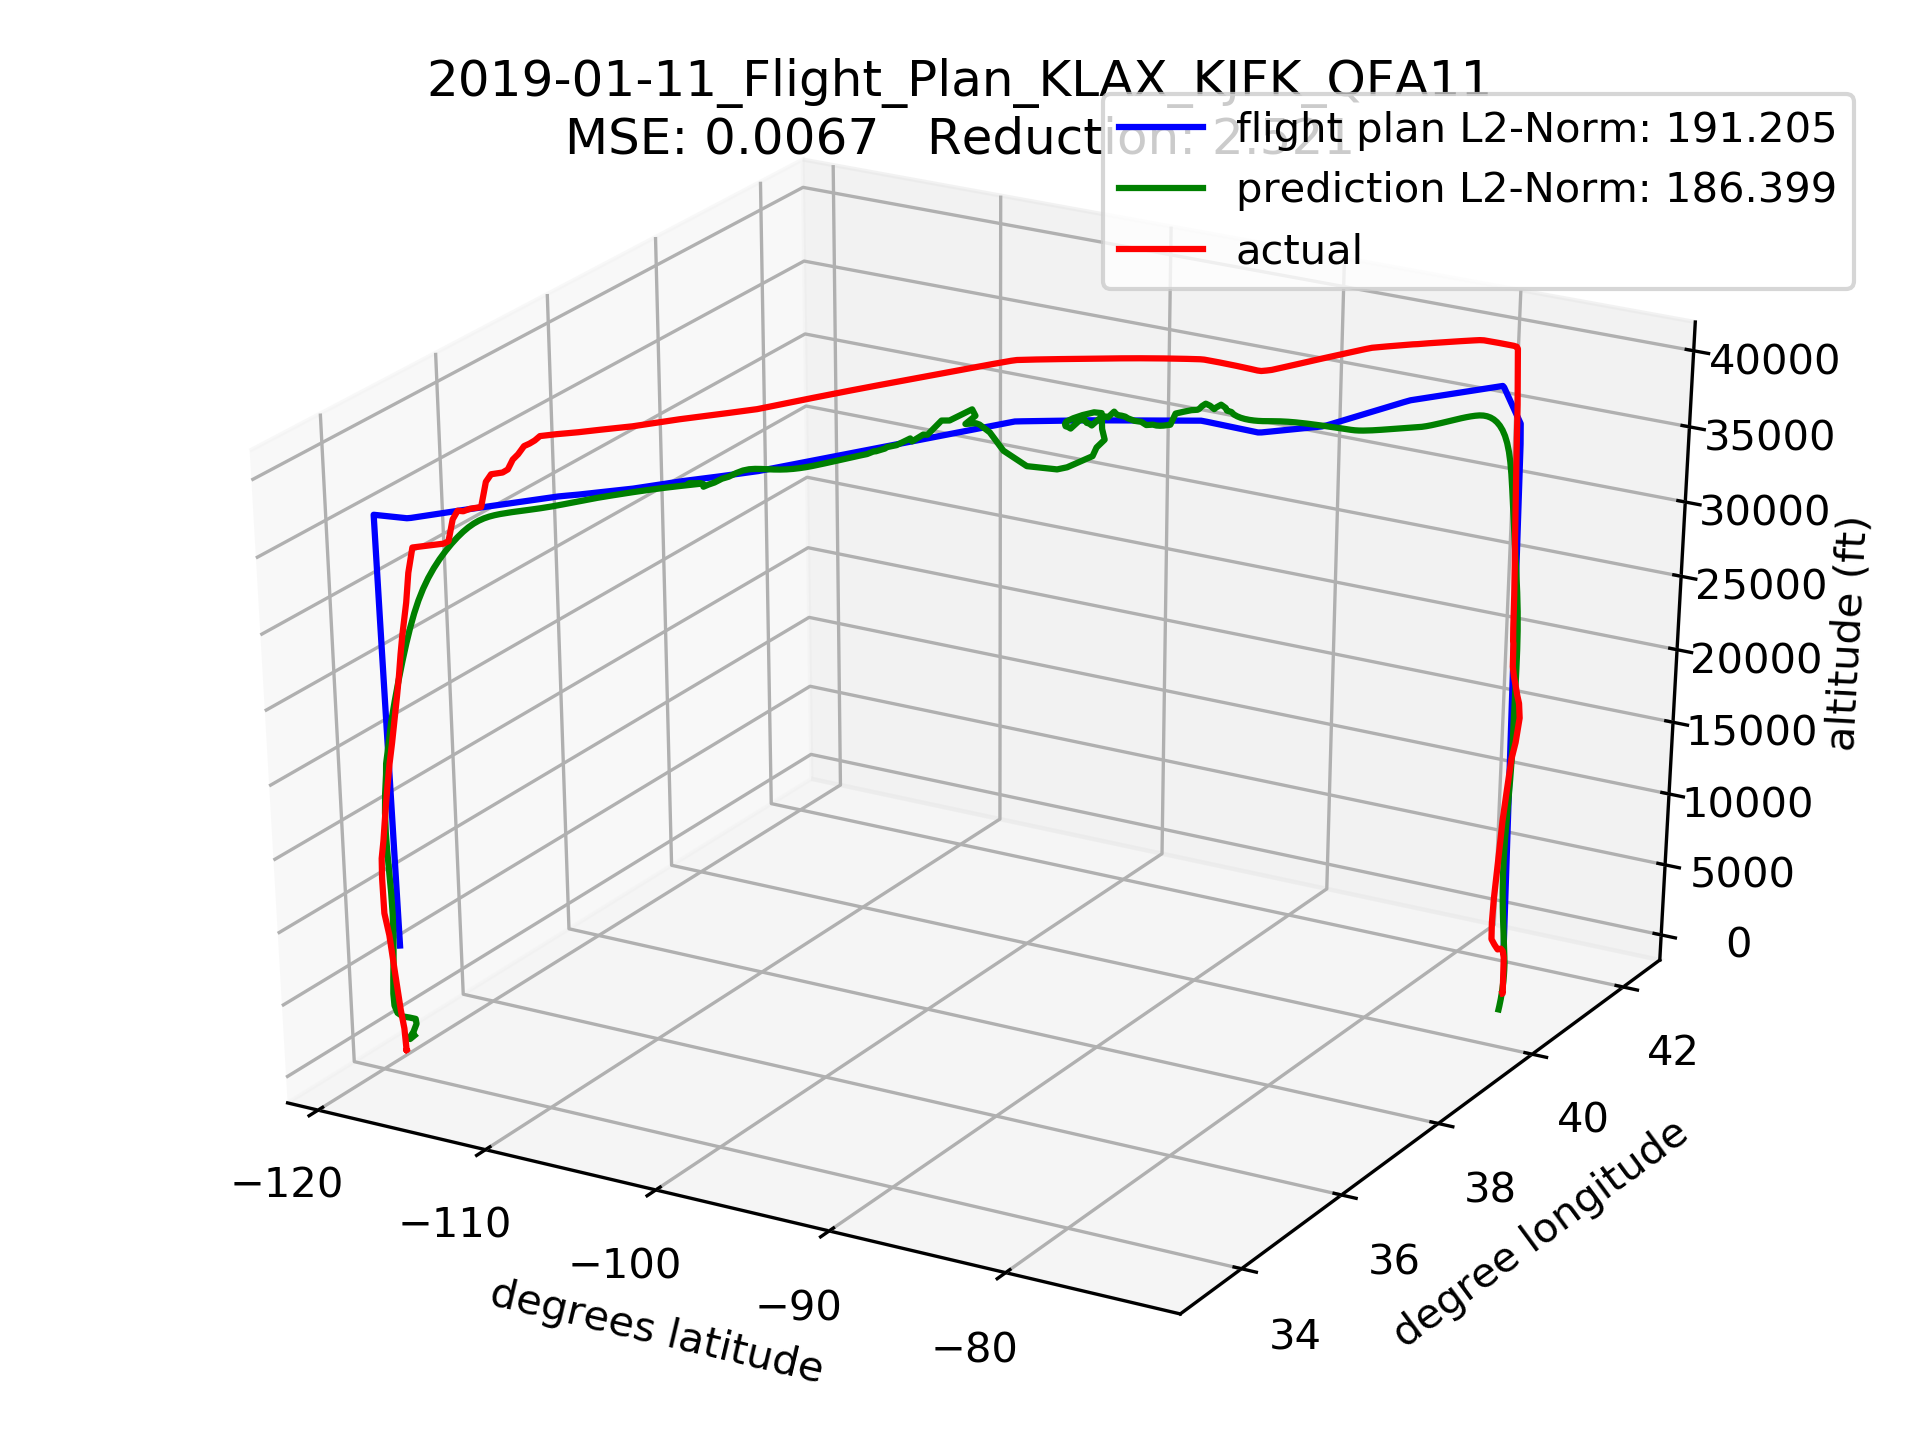 2019-01-11_Flight_Plan_KLAX_KJFK_QFA11
MSE: 0.0067 Reduction: 2.521
flight plan L2-Norm: 191.205
prediction L2-Norm: 186.399
actual
40000
35000
30000
25000
20000
15000
10000
5000
0
altitude (ft)
42
40
38
36
34
degree longitude
−120
−110
−100
−90
−80
degrees latitude